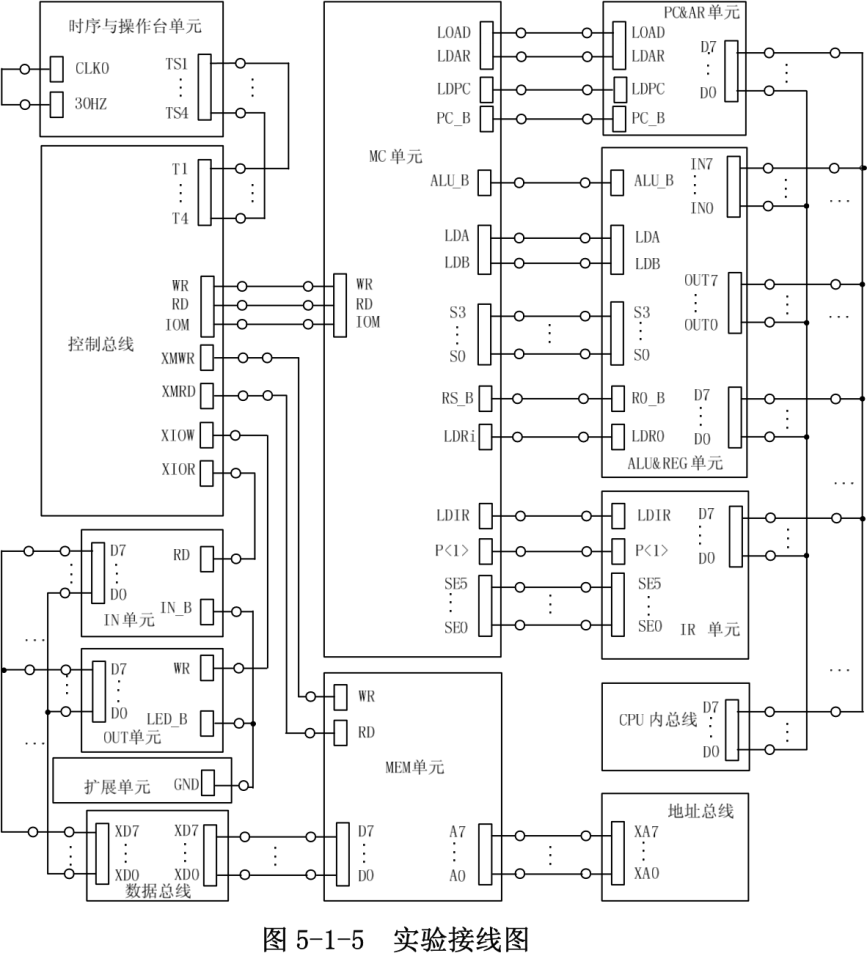 时序与操作台单元
CLK0
30HZ
TS1
TS4
控制总线
T1
T4
WR
RD
IOM
XMWR
XMRD
XIOW
XIOR
IN单元
D7
D0
RD
IN_B
OUT单元
D7
D0
WR
LED_B
扩展单元
GND
数据总线
XD7
XD0
XD7
XD0
MC 单元
WR
RD
IOM
LOAD
LDAR
LDPC
PC_B
ALU_B
LDA
LDB
S3
S0
RS_B
LDRi
LDIR
P<1>
SE5
SE0
MEM单元
WR
RD
D7
D0
A7
A0
PC&AR单元
LOAD
LDAR
LDPC
PC_B
D7
D0
ALU_B
LDA
LDB
S3
S0
R0_B
LDR0
IN7
IN0
OUT7
OUT0
D7
D0
ALU&REG 单元
LDIR
P<1>
SE5
SE0
D7
D0
IR 单元
CPU 内总线
D7
D0
地址总线
XA7
XA0
图 5-1-5 实验接线图